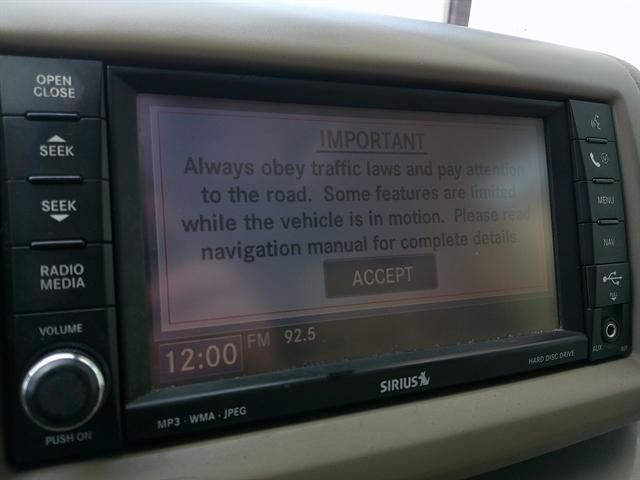 OPEN
CLOSE
SEEK
SEEK
RADIO
MEDIA
VOLUME
PUSH ON
IMPORTANT
Always obey traffic laws and pay attention
to the road. Some features are limited
while the vehicle is in motion. Please read
navigation manual for complete details.
ACCEPT
12:00 FM 92.5
MP3 · WMA · JPEG
SIRIUS
HARD DISC DRIVE
MENU
NAV
PULL
AUX